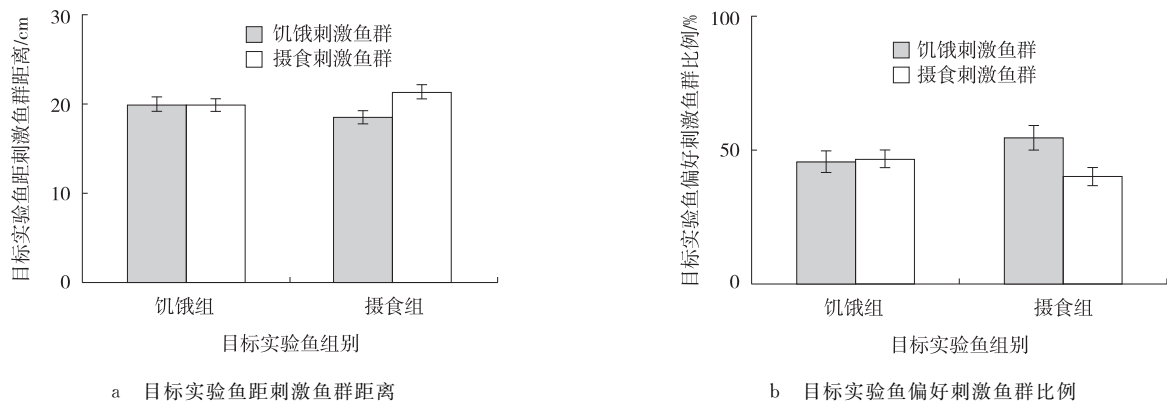 目标实验鱼距刺激鱼群距离/cm
30
20
10
0
饥饿刺激鱼群
摄食刺激鱼群
饥饿组
摄食组
目标实验鱼组别
a 目标实验鱼距刺激鱼群距离
目标实验鱼偏好刺激鱼群比例/%
100
50
0
饥饿刺激鱼群
摄食刺激鱼群
饥饿组
摄食组
目标实验鱼组别
b 目标实验鱼偏好刺激鱼群比例